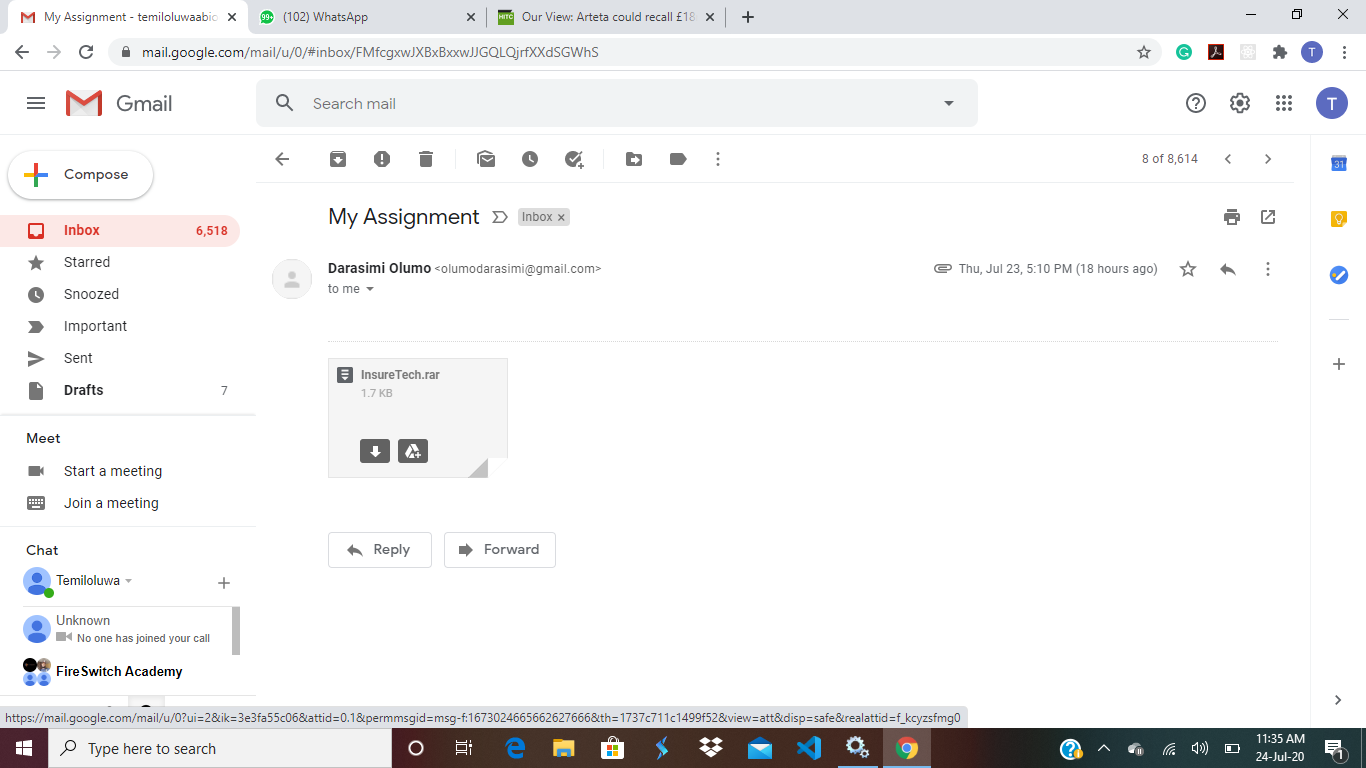 My Assignment - temiloluwaabio
(102) WhatsApp
HITC Our View: Arteta could recall £18
mail.google.com/mail/u/0/#inbox/FMfcgxwJXBxBxxwJJGQLQjrfXXdSGWhS
T
Gmail
Search mail
T
Compose
8 of 8,614
31
My Assignment
Inbox x
Inbox 6,518
Starred
Darasimi Olumo <olumodarasimi@gmail.com>
Thu, Jul 23, 5:10 PM (18 hours ago)
to me
Snoozed
Important
Sent
Drafts 7
InsureTech.rar
1.7 KB
Meet
Start a meeting
Join a meeting
Reply
Forward
Chat
Temiloluwa
Unknown
No one has joined your call
FireSwitch Academy
https://mail.google.com/mail/u/0?ui=2&ik=3e3fa55c06&attid=0.1&permmsgid=msg-f:1673024665662627666&th=1737c711c1499f52&view=att&disp=safe&realattid=f_kcyzsfmg0
Type here to search
11:35 AM
24-Jul-20
1